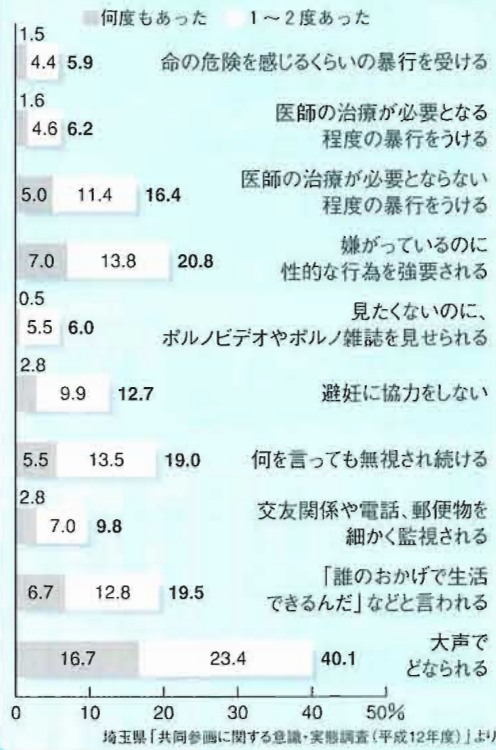 何度もあった 1～2度あった
1.5
4.4 5.9 命の危険を感じるくらいの暴行を受ける
1.6
4.6 6.2 医師の治療が必要となる
程度の暴行をうける
5.0 11.4 16.4 医師の治療が必要とならない
程度の暴行をうける
7.0 13.8 20.8 嫌がっているのに
性的な行為を強要される
0.5
5.5 6.0 見たくないのに、
ポルノビデオやポルノ雑誌を見せられる
2.8
9.9 12.7 避妊に協力をしない
5.5 13.5 19.0 何を言っても無視され続ける
2.8
7.0 9.8 交友関係や電話、郵便物を
細かく監視される
6.7 12.8 19.5 「誰のおかげで生活
できるんだ」などと言われる
16.7 23.4 40.1 大声で
どなられる
0 10 20 30 40 50%
埼玉県「共同参画に関する意識・実態調査（平成12年度）」より